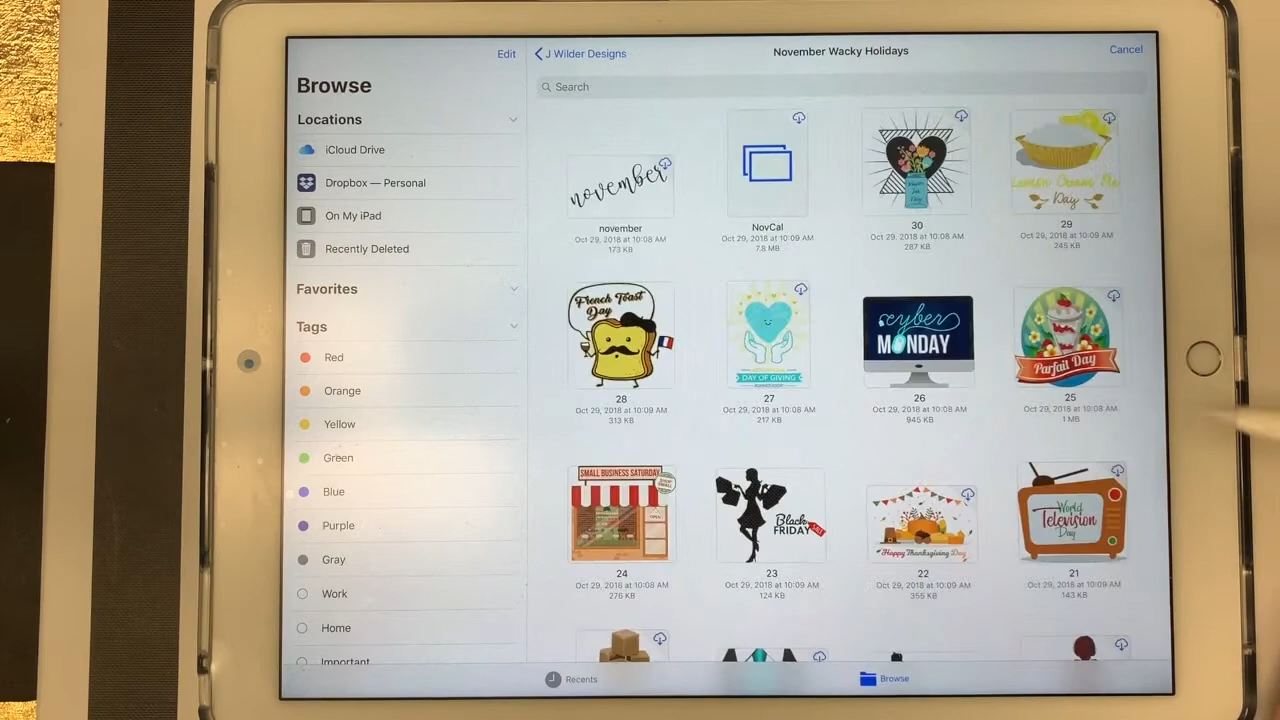 Edit
Browse
Locations
iCloud Drive
Dropbox — Personal
On My iPad
Recently Deleted
Favorites
Tags
Red
Orange
Yellow
Green
Blue
Purple
Gray
Work
Home
Important
J Wilder Designs
November Wacky Holidays
Cancel
Search
november
november
Oct 29, 2018 at 10:08 AM
173 KB
NovCal
Oct 29, 2018 at 10:09 AM
7.8 MB
30
Oct 29, 2018 at 10:08 AM
287 KB
Lemon Cream Pie
Day
29
Oct 29, 2018 at 10:09 AM
245 KB
French Toast
Day
28
Oct 29, 2018 at 10:09 AM
313 KB
DAY OF GIVING
27
Oct 29, 2018 at 10:09 AM
217 KB
cyber
MONDAY
26
Oct 29, 2018 at 10:08 AM
945 KB
Parfait Day
25
Oct 29, 2018 at 10:08 AM
1 MB
SMALL BUSINESS SATURDAY
24
Oct 29, 2018 at 10:08 AM
276 KB
Black
FRIDAY
23
Oct 29, 2018 at 10:09 AM
124 KB
Happy Thanksgiving Day
22
Oct 29, 2018 at 10:09 AM
355 KB
World
Television
Day
21
Oct 29, 2018 at 10:09 AM
143 KB
Recents
Browse